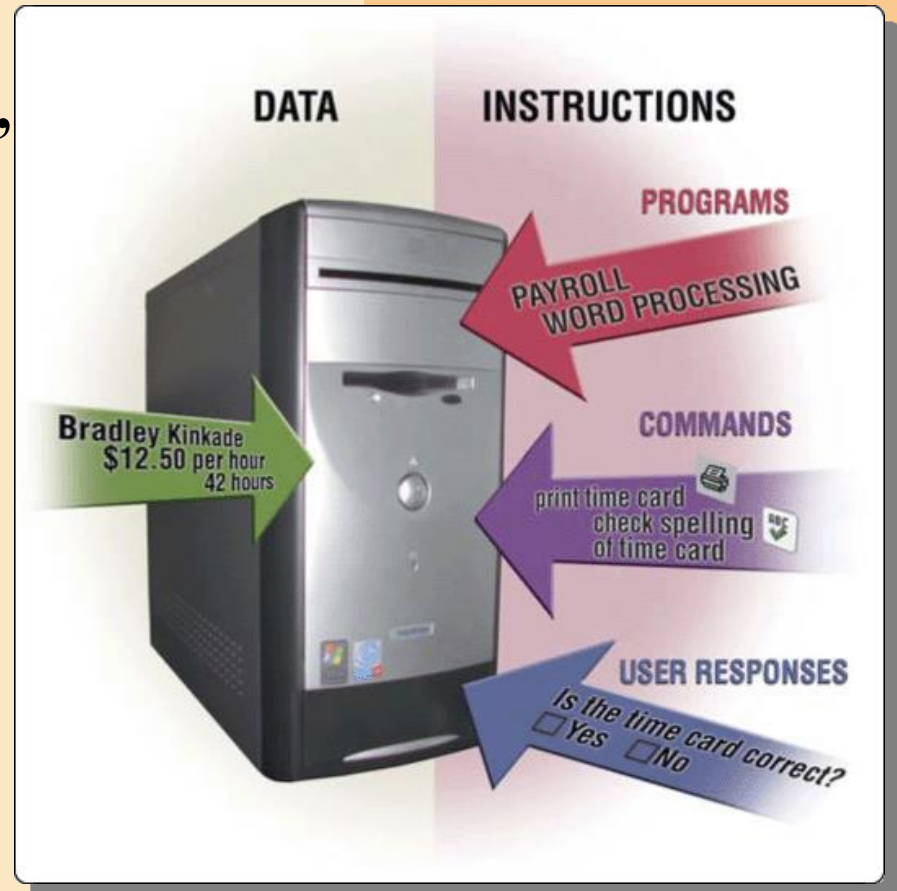 ,
DATA
INSTRUCTIONS
PROGRAMS
PAYROLL
WORD PROCESSING
Bradley Kinkade
$12.50 per hour
42 hours
COMMANDS
print time card
check spelling
of time card
ABC
USER RESPONSES
Is the time card correct?
Yes No